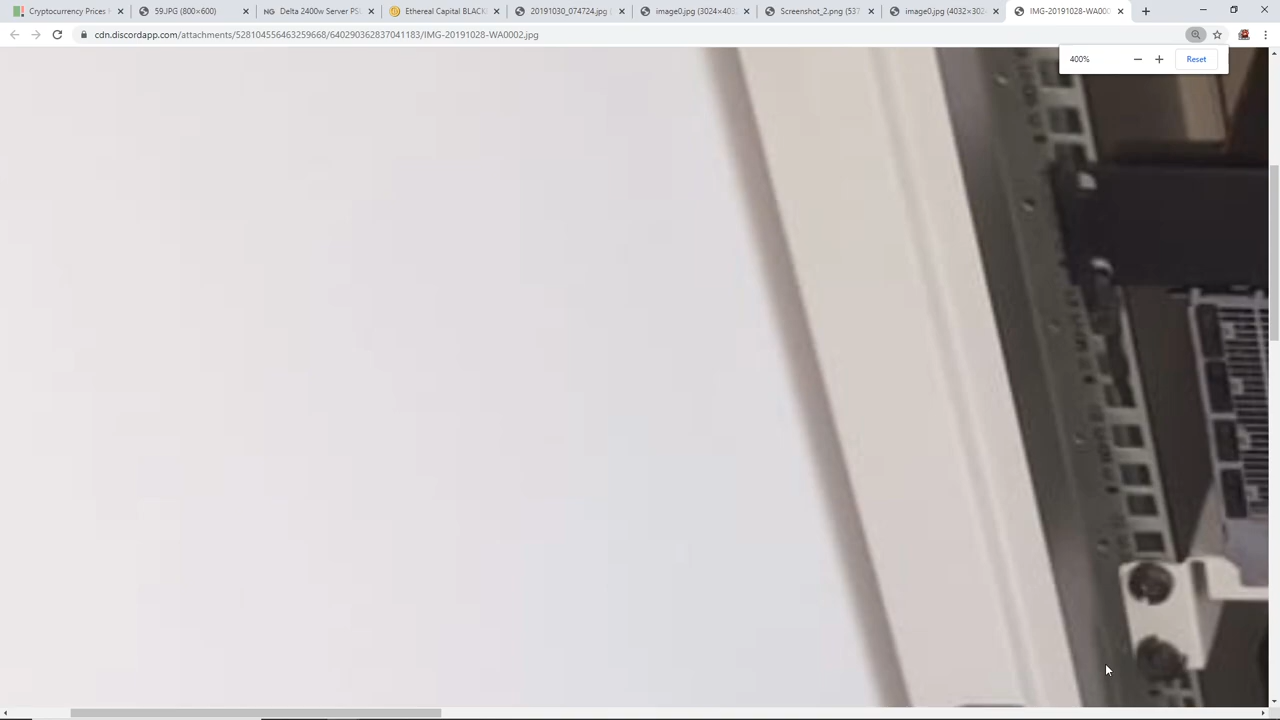 Cryptocurrency Prices
59.JPG (800×600)
Delta 2400w Server PSU
Ethereal Capital BLACK
20191030_074724.jpg (
image0.jpg (3024×403
Screenshot_2.png (537
image0.jpg (4032×302
IMG-20191028-WA000
cdn.discordapp.com/attachments/528104556463259668/640290362837041183/IMG-20191028-WA0002.jpg
400%
Reset